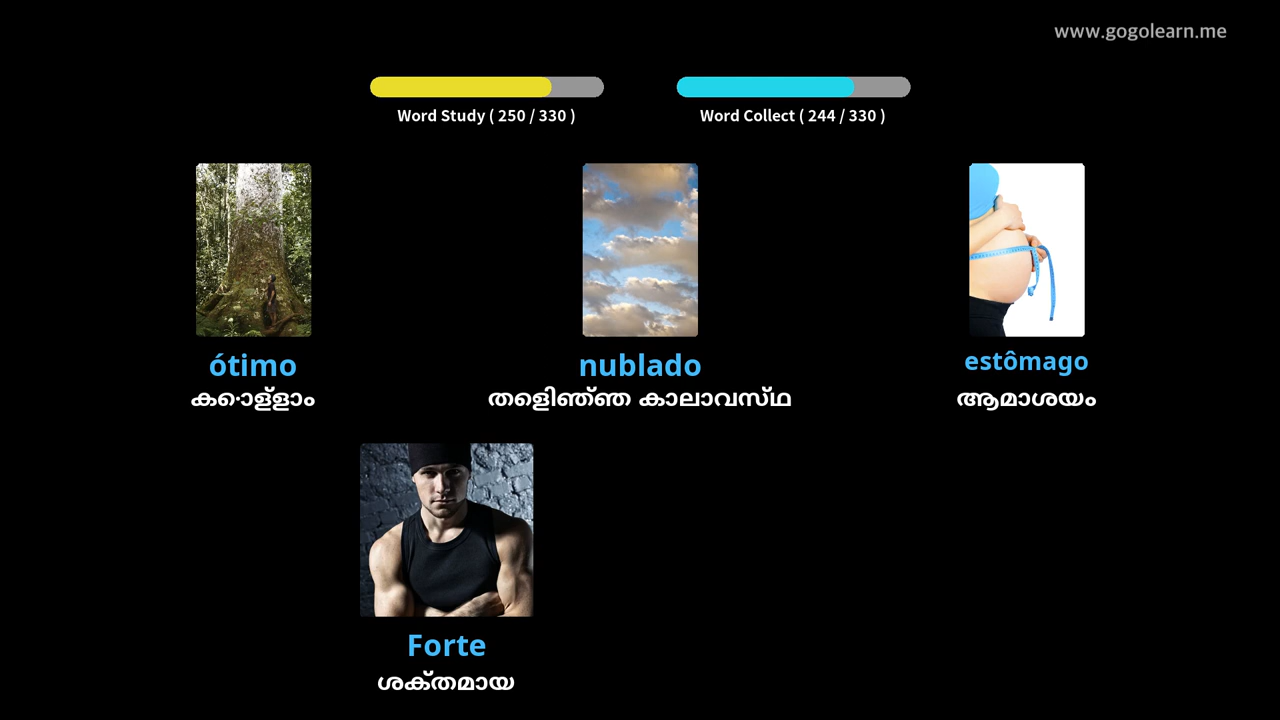 www.gogolearn.me
Word Study ( 250 / 330 )
Word Collect ( 244 / 330 )
ótimo
കൊള്ളാം
nublado
തെളിഞ്ഞ കാലാവസ്ഥ
estômago
ആമാശയം
Forte
ശക്തമായ